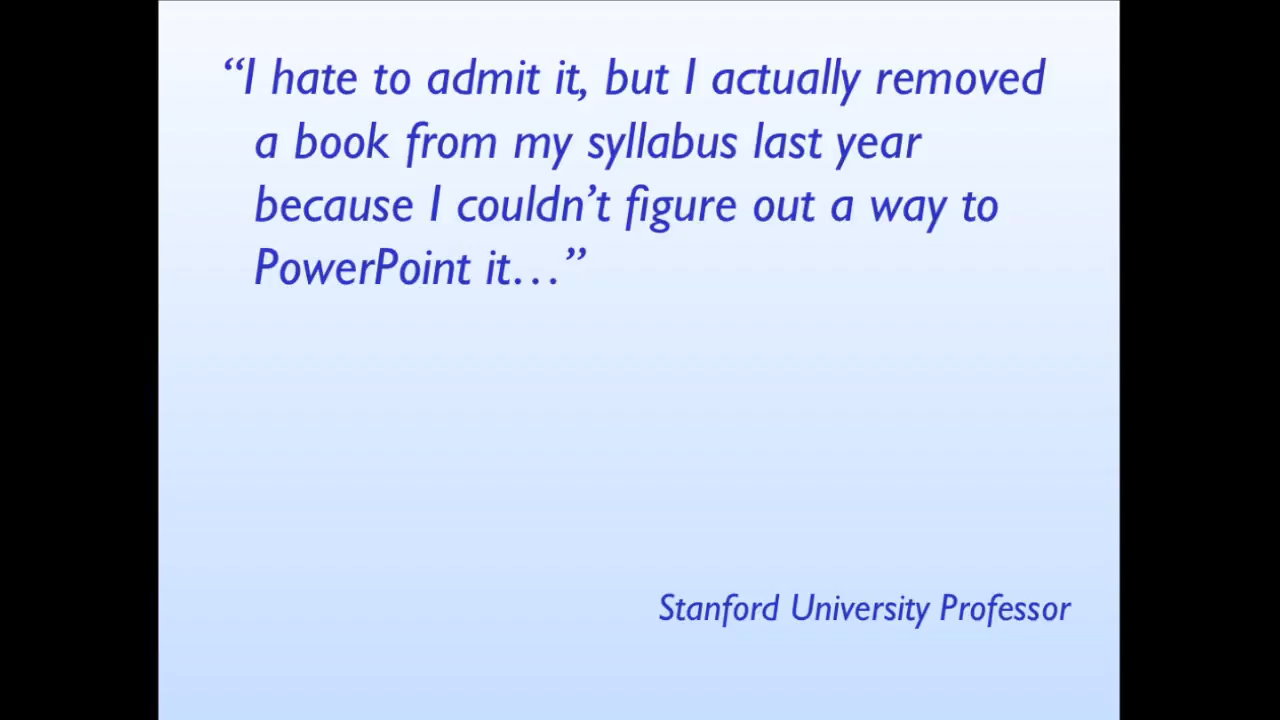 “I hate to admit it, but I actually removed
a book from my syllabus last year
because I couldn’t figure out a way to
PowerPoint it…”
Stanford University Professor